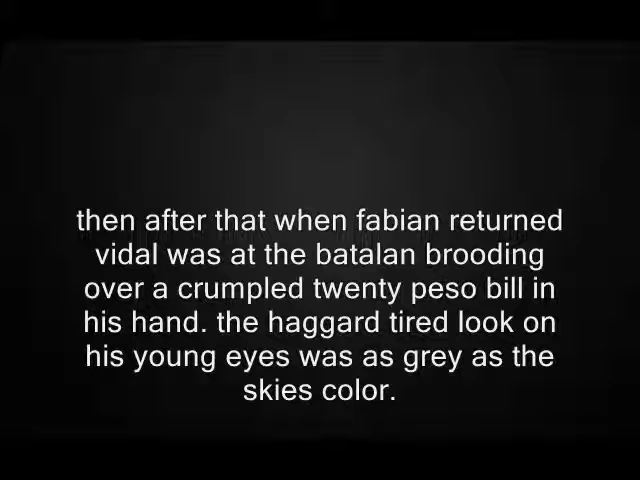 then after that when fabian returned
vidal was at the batalan brooding
over a crumpled twenty peso bill in
his hand. the haggard tired look on
his young eyes was as grey as the
skies color.